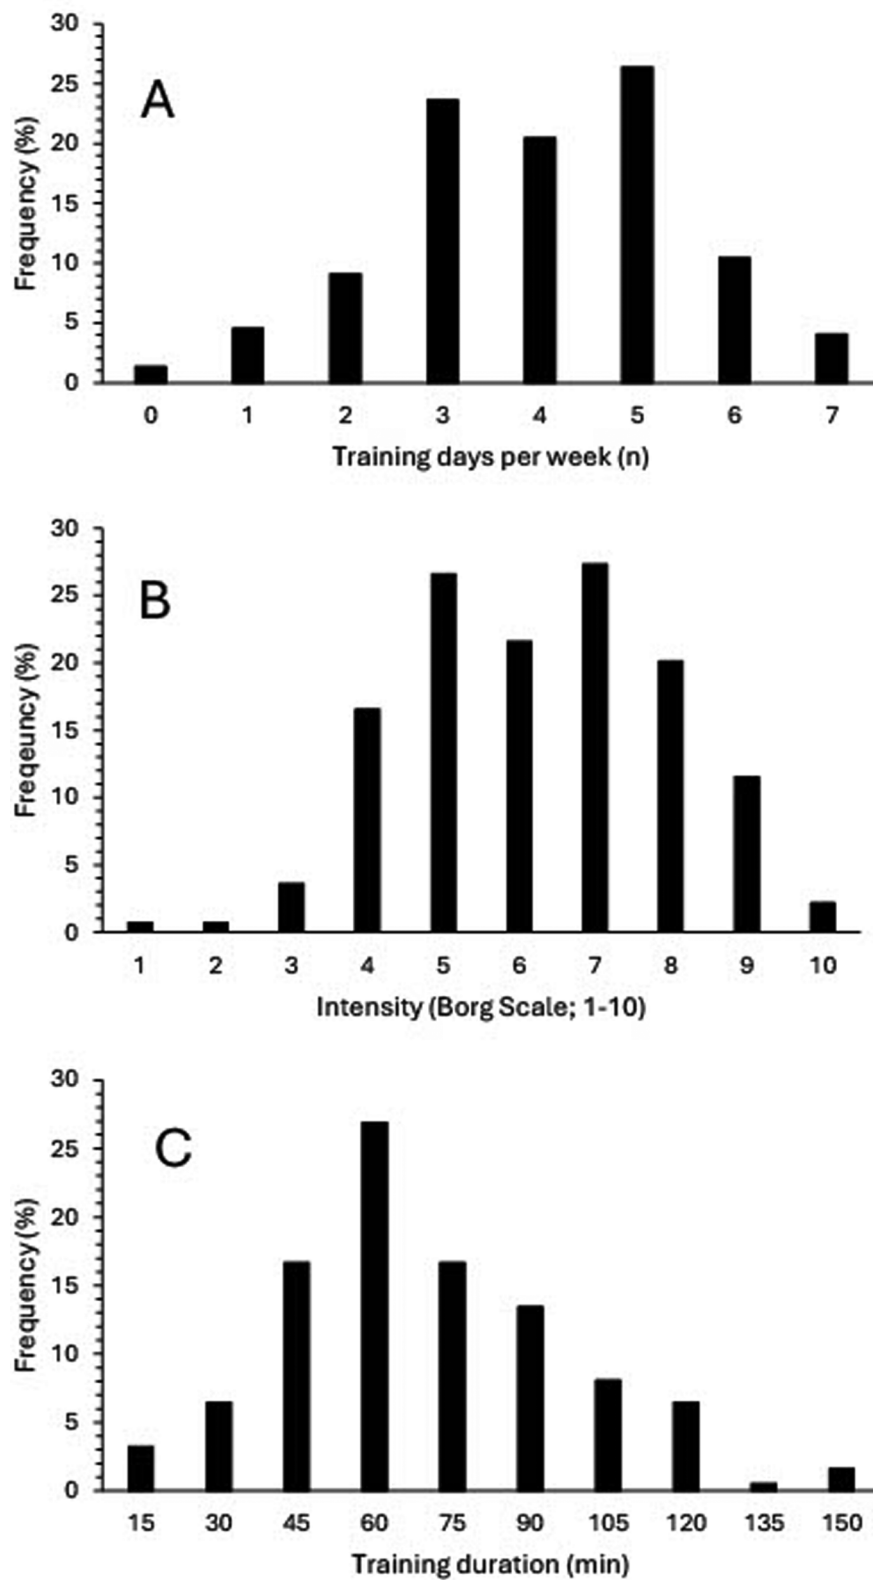 30
25
20
15
10
5
0
Frequency (%)
A
0 1 2 3 4 5 6 7
Training days per week (n)
30
25
20
15
10
5
0
Freqeuncy (%)
B
1 2 3 4 5 6 7 8 9 10
Intensity (Borg Scale; 1-10)
30
25
20
15
10
5
0
Frequency (%)
C
15 30 45 60 75 90 105 120 135 150
Training duration (min)